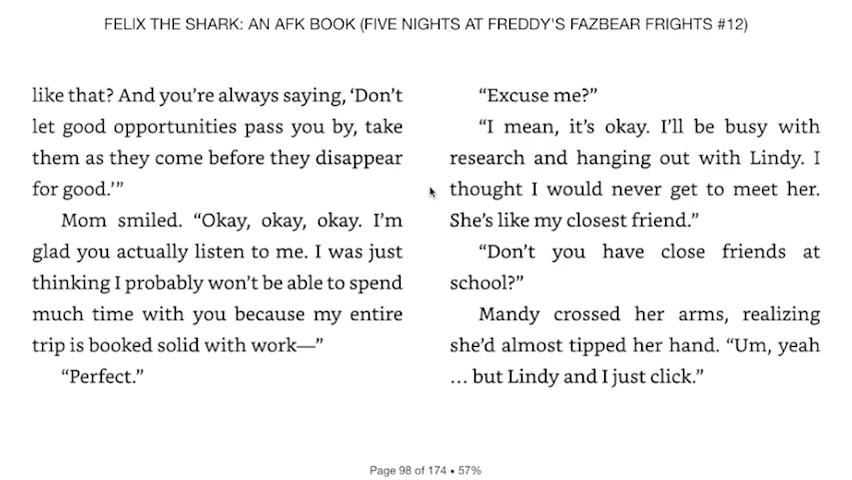 FELIX THE SHARK: AN AFK BOOK (FIVE NIGHTS AT FREDDY'S FAZBEAR FRIGHTS #12)
like that? And you’re always saying, ‘Don’t
let good opportunities pass you by, take
them as they come before they disappear
for good.’”
Mom smiled. “Okay, okay, okay. I’m
glad you actually listen to me. I was just
thinking I probably won’t be able to spend
much time with you because my entire
trip is booked solid with work—”
“Perfect.”
“Excuse me?”
“I mean, it’s okay. I’ll be busy with
research and hanging out with Lindy. I
thought I would never get to meet her.
She’s like my closest friend.”
“Don’t you have close friends at
school?”
Mandy crossed her arms, realizing
she’d almost tipped her hand. “Um, yeah
… but Lindy and I just click.”
Page 98 of 174 • 57%